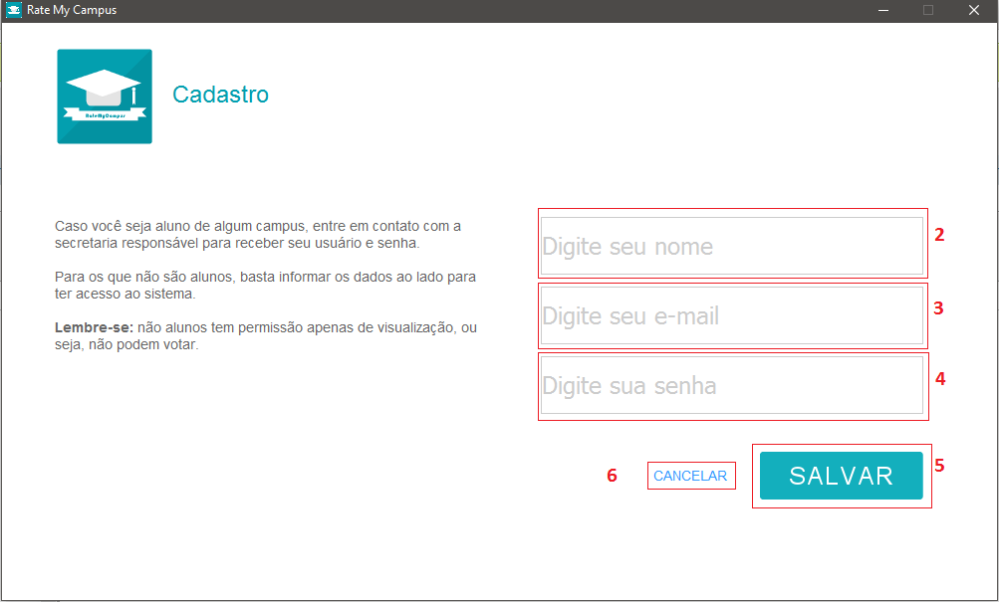 Rate My Campus
RateMyCampus
Cadastro
Caso você seja aluno de algum campus, entre em contato com a
secretaria responsável para receber seu usuário e senha.
Para os que não são alunos, basta informar os dados ao lado para
ter acesso ao sistema.
Lembre-se: não alunos tem permissão apenas de visualização, ou
seja, não podem votar.
Digite seu nome
2
Digite seu e-mail
3
Digite sua senha
4
6
CANCELAR
SALVAR
5